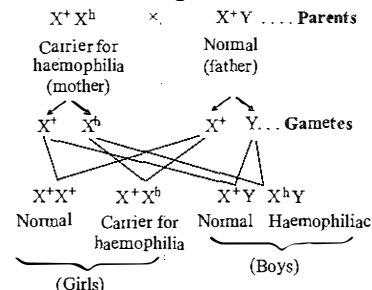 X⁺Xʰ × X⁺Y .... Parents
Carrier for Normal
haemophilia (father)
(mother)
X⁺ Xʰ X⁺ Y... Gametes
X⁺X⁺ X⁺Xʰ X⁺Y XʰY
Normal Carrier for Normal Haemophiliac
haemophilia
(Boys)
(Girls)